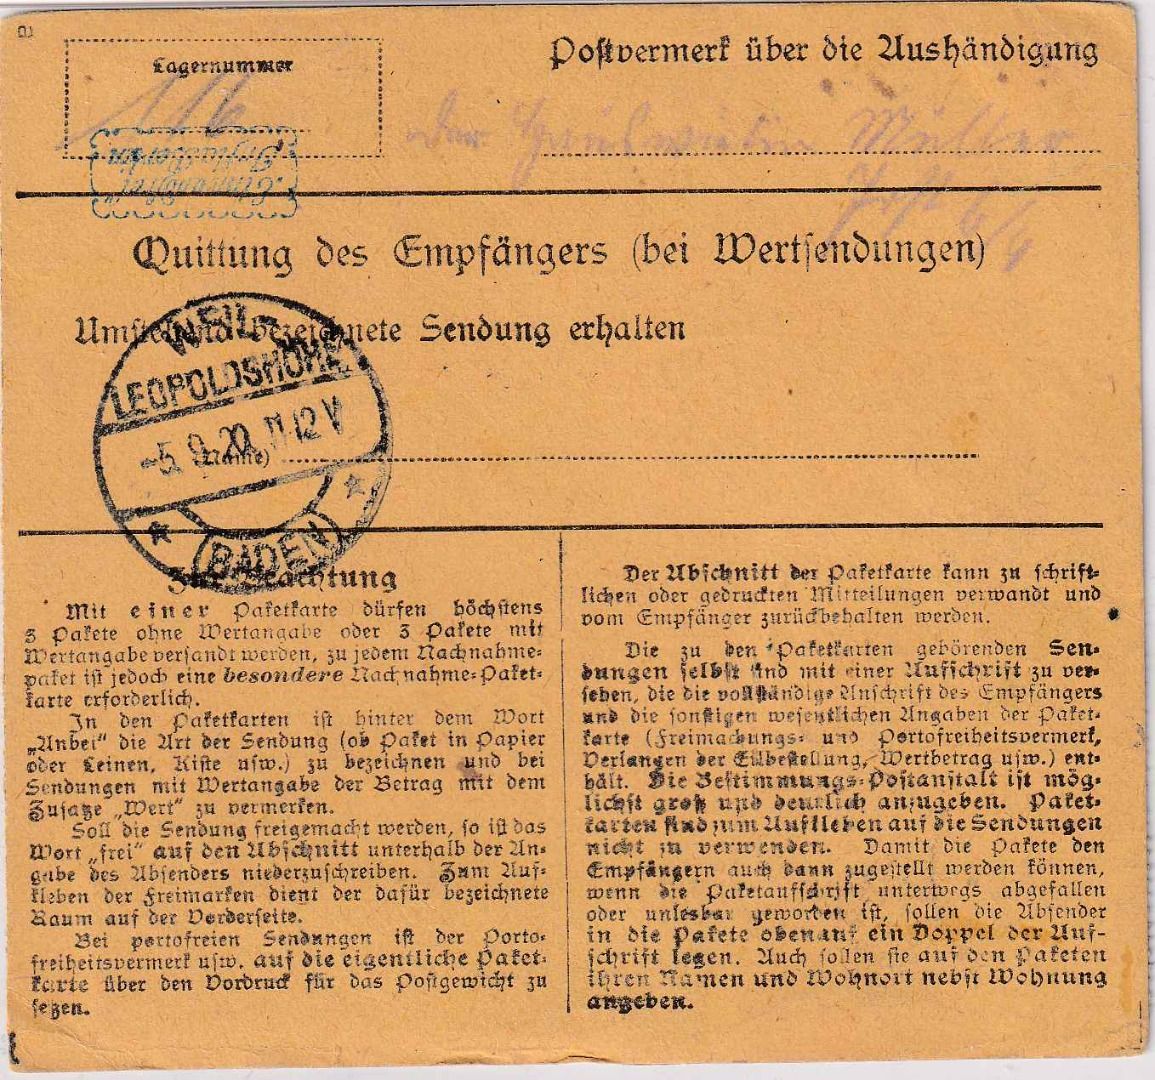 Lagernummer
Postvermerk über die Aushändigung
116
Müller
Quittung des Empfängers (bei Wertsendungen)
Umstehend bezeichnete Sendung erhalten
WEIL-
LEOPOLDSHÖHE
-5.9.20. 11-12 V
(BADEN)
(Name)
Zur Beachtung
Mit einer Paketkarte dürfen höchstens
3 Pakete ohne Wertangabe oder 3 Pakete mit
Wertangabe versandt werden, zu jedem Nachnahme-
paket ist jedoch eine besondere Nachnahme-Paket-
karte erforderlich.
In den Paketkarten ist hinter dem Wort
„Anbei“ die Art der Sendung (ob Paket in Papier
oder Leinen, Kiste usw.) zu bezeichnen und bei
Sendungen mit Wertangabe der Betrag mit dem
Zusatze „Wert“ zu vermerken.
Soll die Sendung freigemacht werden, so ist das
Wort „frei“ auf den Abschnitt unterhalb der An-
gabe des Absenders niederzuschreiben. Zum Auf-
kleben der Freimarken dient der dafür bezeichnete
Raum auf der Vorderseite.
Bei portofreien Sendungen ist der Porto-
freiheitsvermerk usw. auf die eigentliche Paket-
karte über den Vordruck für das Postgewicht zu
setzen.
Der Abschnitt der Paketkarte kann zu schrift-
lichen oder gedruckten Mitteilungen verwandt und
vom Empfänger zurückbehalten werden.
Die zu den Paketkarten gehörenden Sen-
dungen selbst sind mit einer Aufschrift zu ver-
sehen, die die vollständige Anschrift des Empfängers
und die sonstigen wesentlichen Angaben der Paket-
karte (Freimachungs- und Portofreiheitsvermerk,
Verlangen der Eilbestellung, Wertbetrag usw.) ent-
hält. Die Bestimmungs-Postanstalt ist mög-
lichst groß und deutlich anzugeben. Paket-
karten sind zum Aufkleben auf die Sendungen
nicht zu verwenden. Damit die Pakete den
Empfängern auch dann zugestellt werden können,
wenn die Paketaufschrift unterwegs abgefallen
oder unlesbar geworden ist, sollen die Absender
in die Pakete obenauf ein Doppel der Auf-
schrift legen. Auch sollen sie auf den Paketen
ihren Namen und Wohnort nebst Wohnung
angeben.